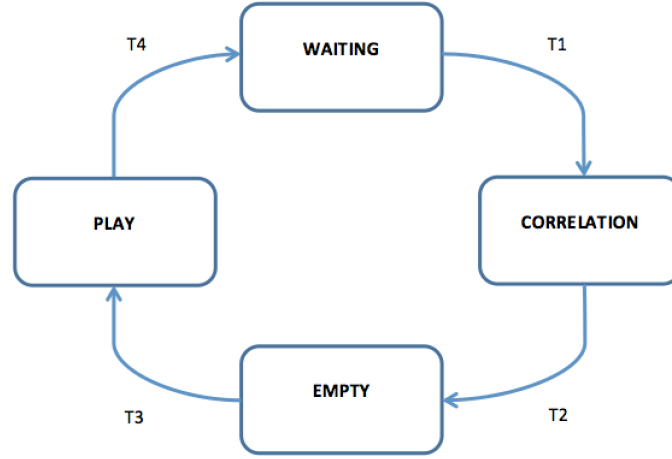 T4
WAITING
T1
PLAY
CORRELATION
T3
EMPTY
T2